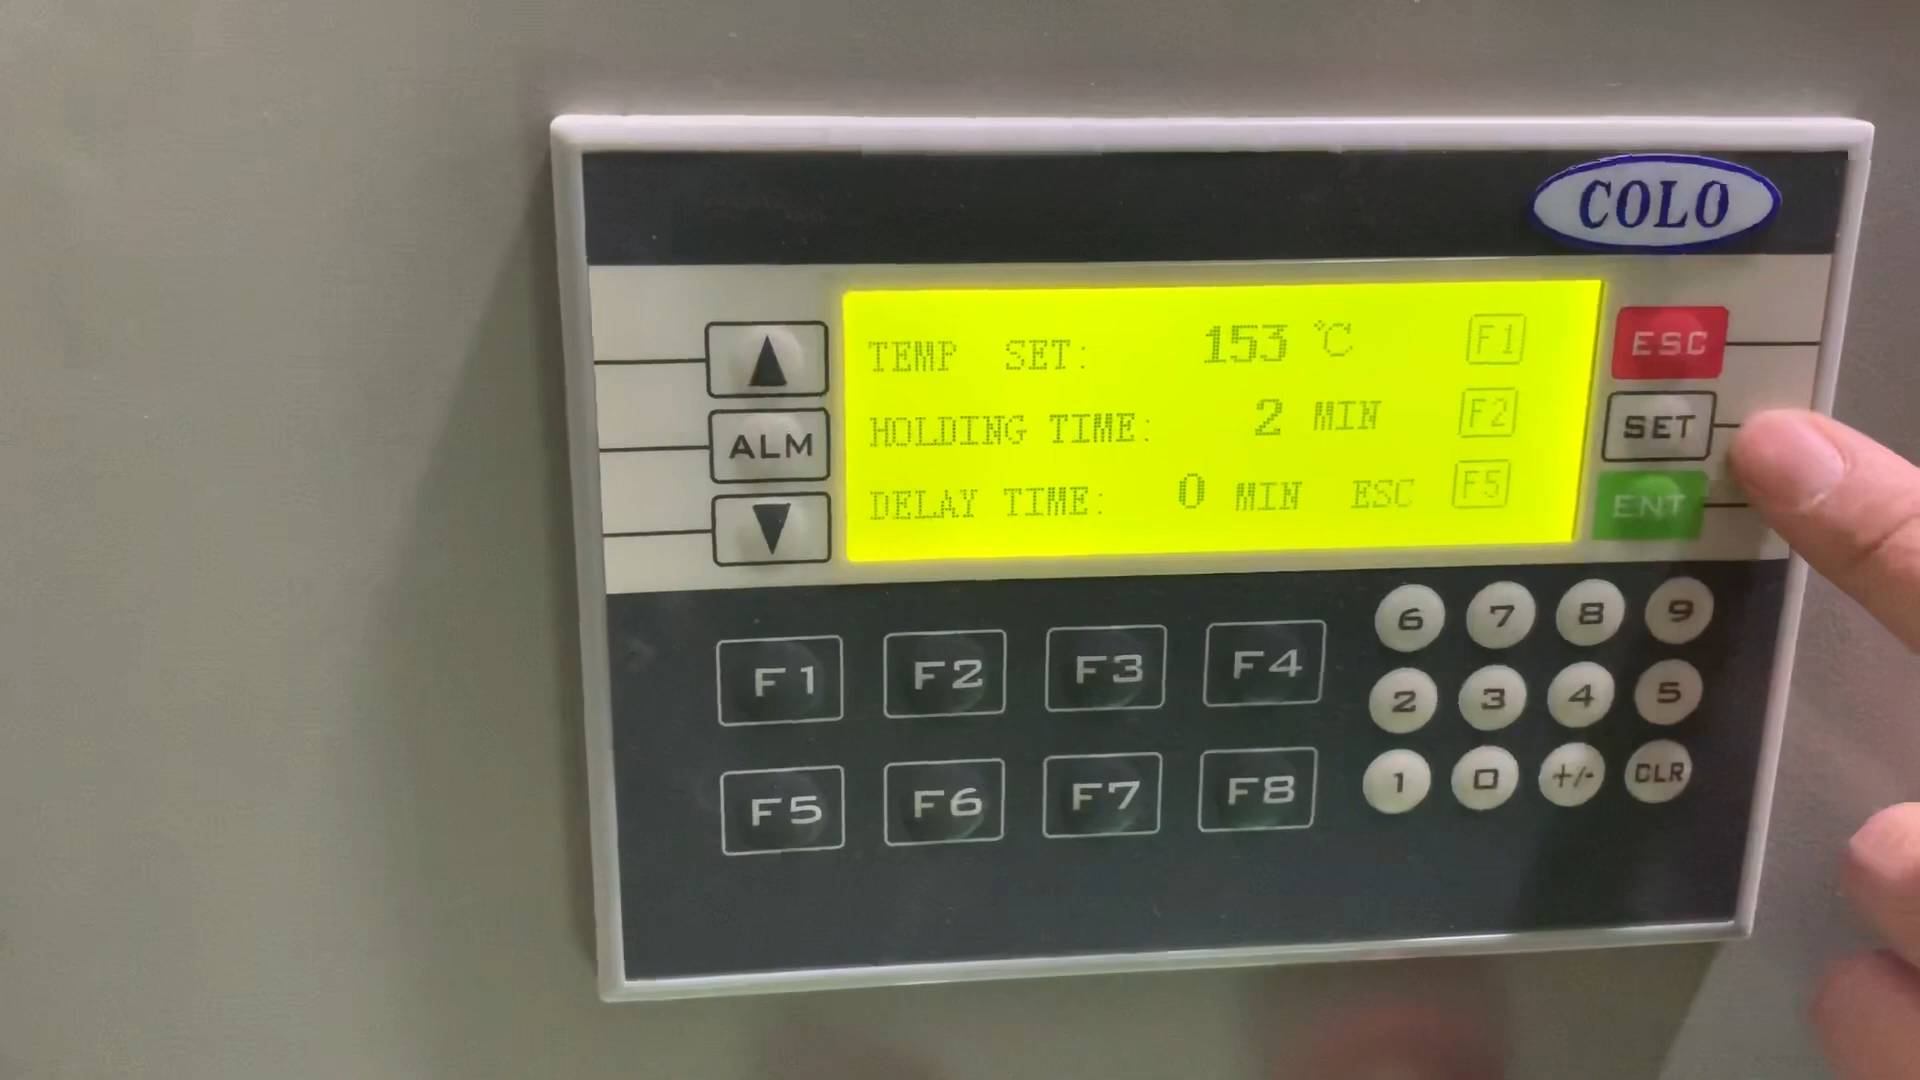 COLO
TEMP SET: 153 °C F1
HOLDING TIME: 2 MIN F2
DELAY TIME: 0 MIN ESC F5
▲
ALM
▼
ESC
SET
ENT
F1 F2 F3 F4
F5 F6 F7 F8
6 7 8 9
2 3 4 5
1 0 +/- CLR